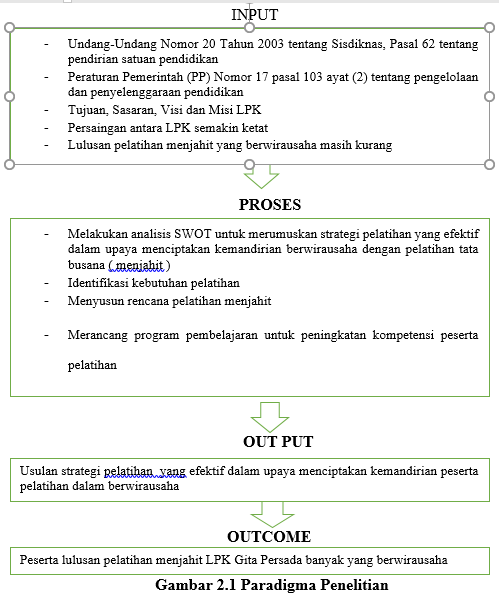 INPUT
- Undang-Undang Nomor 20 Tahun 2003 tentang Sisdiknas, Pasal 62 tentang
pendirian satuan pendidikan
- Peraturan Pemerintah (PP) Nomor 17 pasal 103 ayat (2) tentang pengelolaan
dan penyelenggaraan pendidikan
- Tujuan, Sasaran, Visi dan Misi LPK
- Persaingan antara LPK semakin ketat
- Lulusan pelatihan menjahit yang berwirausaha masih kurang
PROSES
- Melakukan analisis SWOT untuk merumuskan strategi pelatihan yang efektif
dalam upaya menciptakan kemandirian berwirausaha dengan pelatihan tata
busana ( menjahit )
- Identifikasi kebutuhan pelatihan
- Menyusun rencana pelatihan menjahit
- Merancang program pembelajaran untuk peningkatan kompetensi peserta
pelatihan
OUT PUT
Usulan strategi pelatihan yang efektif dalam upaya menciptakan kemandirian peserta
pelatihan dalam berwirausaha
OUTCOME
Peserta lulusan pelatihan menjahit LPK Gita Persada banyak yang berwirausaha
Gambar 2.1 Paradigma Penelitian